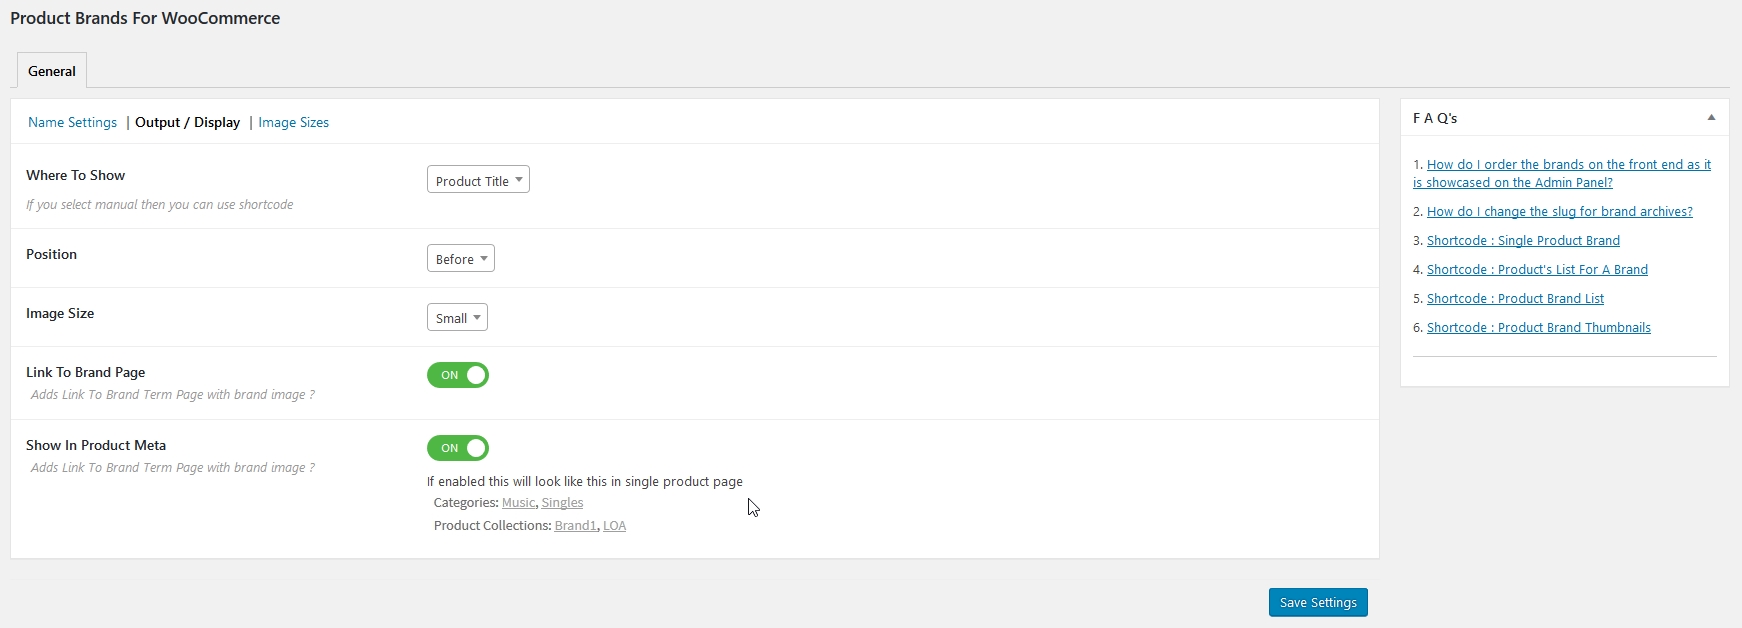 Product Brands For WooCommerce
General
Name Settings | Output / Display | Image Sizes
Where To Show
Product Title
If you select manual then you can use shortcode
Position
Before
Image Size
Small
Link To Brand Page
ON
Adds Link To Brand Term Page with brand image ?
Show In Product Meta
ON
Adds Link To Brand Term Page with brand image ?
If enabled this will look like this in single product page
Categories: Music, Singles
Product Collections: Brand1, LOA
Save Settings
F A Q's
1. How do I order the brands on the front end as it
is showcased on the Admin Panel?
2. How do I change the slug for brand archives?
3. Shortcode : Single Product Brand
4. Shortcode : Product's List For A Brand
5. Shortcode : Product Brand List
6. Shortcode : Product Brand Thumbnails